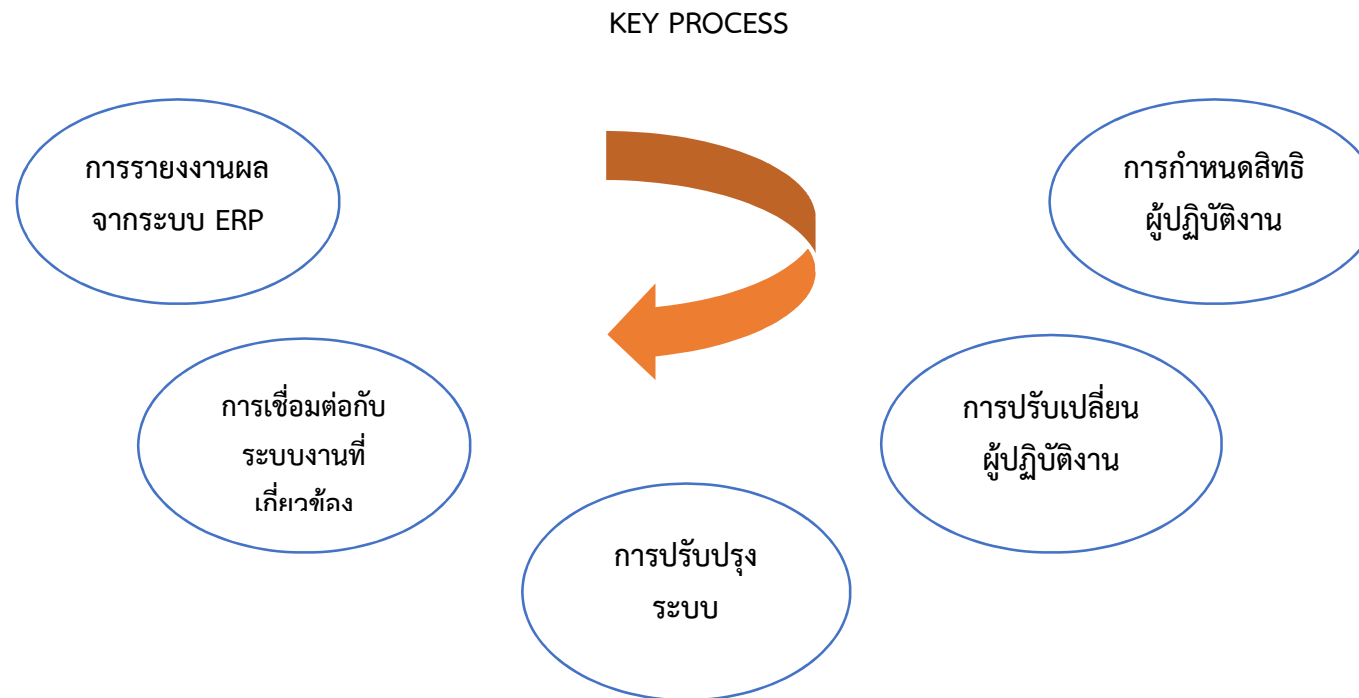 KEY PROCESS
การรายงงานผล
จากระบบ ERP
การกำหนดสิทธิ
ผู้ปฏิบัติงาน
การเชื่อมต่อกับ
ระบบงานที่
เกี่ยวข้อง
การปรับเปลี่ยน
ผู้ปฏิบัติงาน
การปรับปรุง
ระบบ